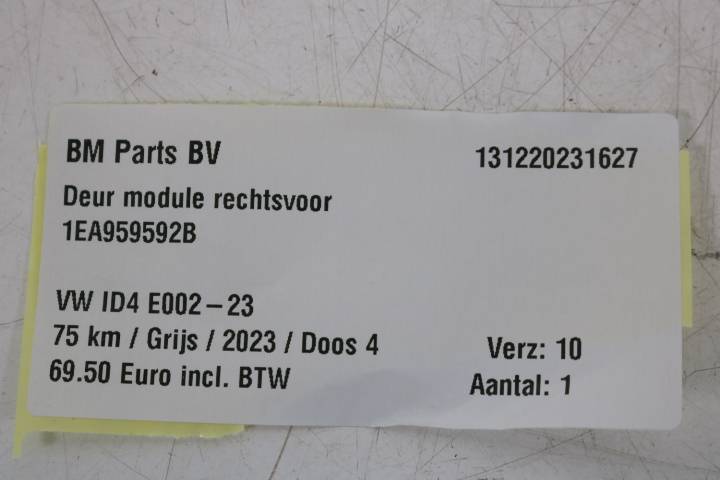 BM Parts BV 131220231627
Deur module rechtsvoor
1EA959592B
VW ID4 E002-23
75 km / Grijs / 2023 / Doos 4 Verz: 10
69.50 Euro incl. BTW Aantal: 1